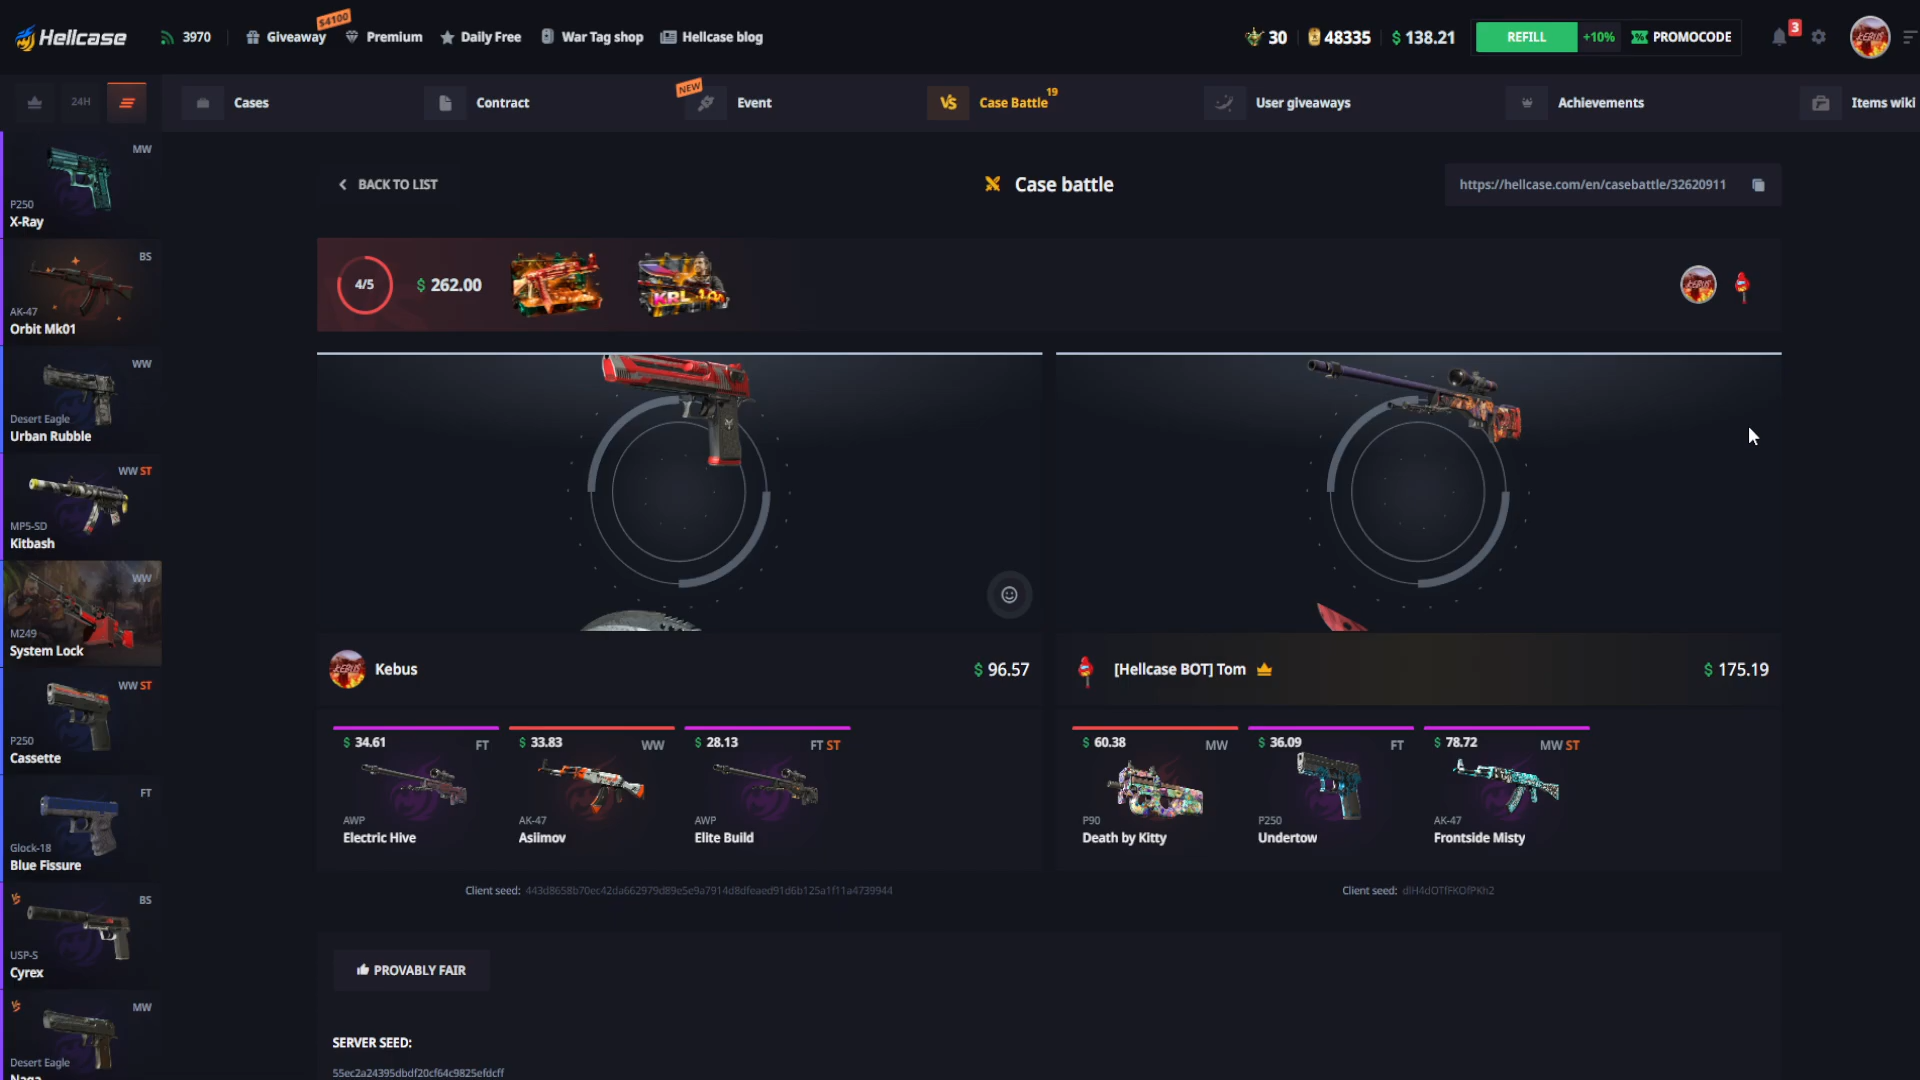 Hellcase
3970
Giveaway
$4100
Premium
Daily Free
War Tag shop
Hellcase blog
30
48335
$ 138.21
REFILL
+10%
PROMOCODE
3
24H
Cases
Contract
NEW
Event
VS
Case Battle
19
User giveaways
Achievements
Items wiki
MW
P250
X-Ray
BS
AK-47
Orbit Mk01
WW
Desert Eagle
Urban Rubble
WW ST
MP5-SD
Kitbash
WW
M249
System Lock
WW ST
P250
Cassette
FT
Glock-18
Blue Fissure
VS
BS
USP-S
Cyrex
VS
MW
Desert Eagle
Naga
BACK TO LIST
Case battle
https://hellcase.com/en/casebattle/32620911
4/5
$ 262.00
Kebus
$ 96.57
[Hellcase BOT] Tom
$ 175.19
$ 34.61
FT
AWP
Electric Hive
$ 33.83
WW
AK-47
Asiimov
$ 28.13
FT ST
AWP
Elite Build
$ 60.38
MW
P90
Death by Kitty
$ 36.09
FT
P250
Undertow
$ 78.72
MW ST
AK-47
Frontside Misty
Client seed: 443d8658b70ec42da662979d89e5e9a7914d8dfeaed91d6b125a1f11a4739944
Client seed: dlH4dOTfFKOfPKh2
PROVABLY FAIR
SERVER SEED:
55ec2a24395dbdf20cf64c9825efdcff